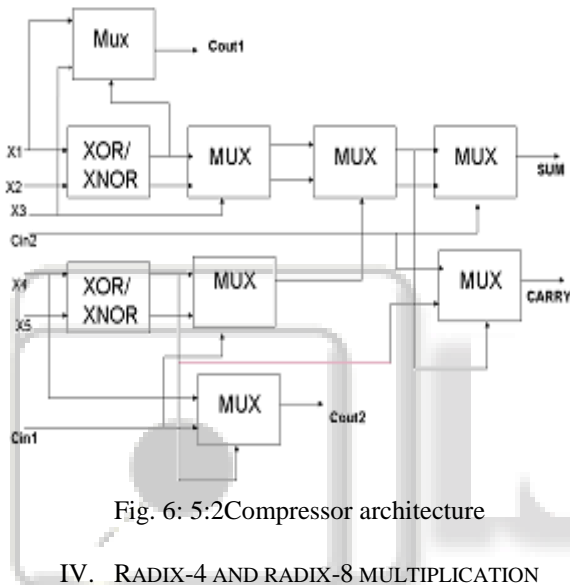 Mux
Cout1
X1
XOR/
XNOR
MUX
MUX
MUX
SUM
X2
X3
Cin2
X4
XOR/
XNOR
MUX
MUX
CARRY
X5
MUX
Cout2
Cin1
Fig. 6: 5:2Compressor architecture
IV. RADIX-4 AND RADIX-8 MULTIPLICATION